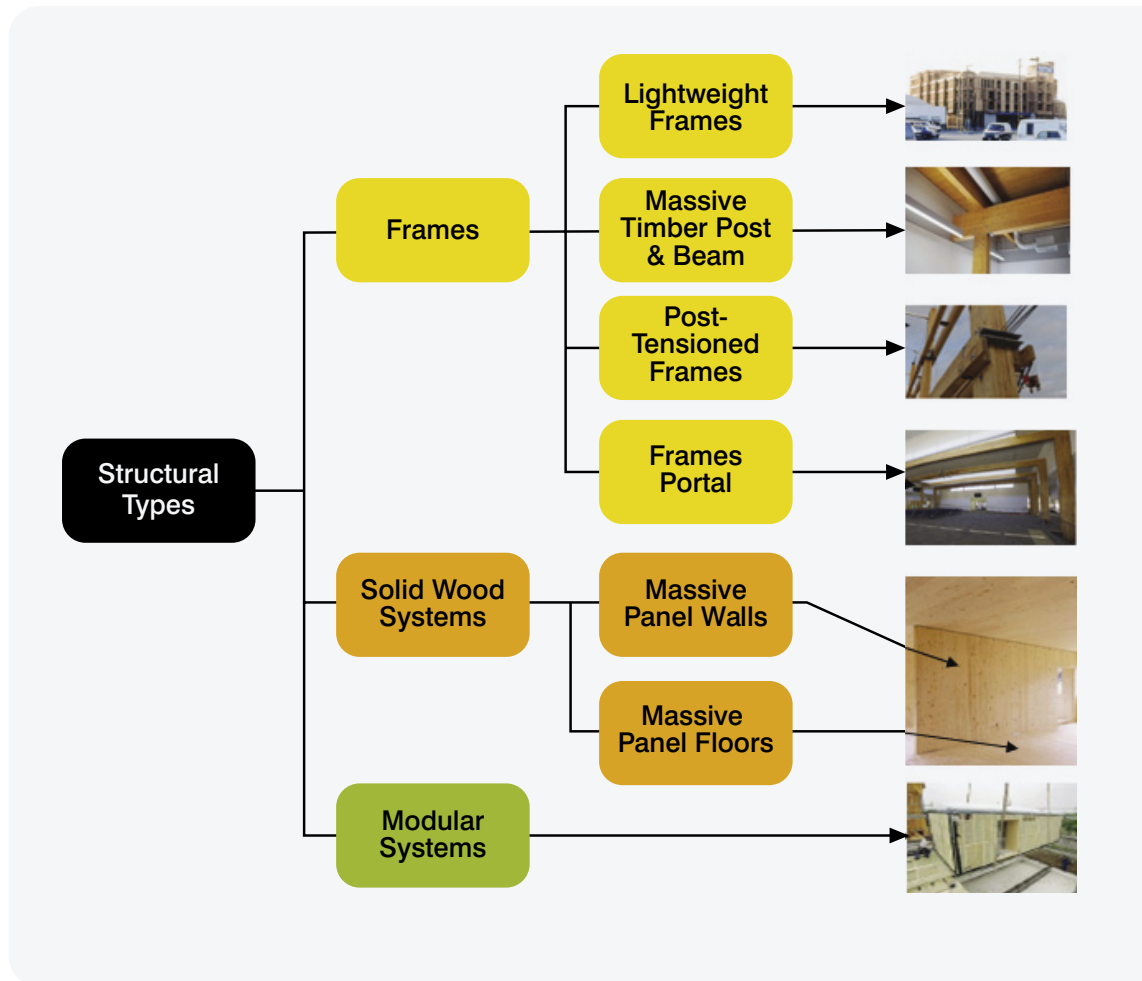 Lightweight
Frames
Massive
Timber Post
& Beam
Frames
Post-
Tensioned
Frames
Frames
Portal
Structural
Types
Solid Wood
Systems
Massive
Panel Walls
Massive
Panel Floors
Modular
Systems